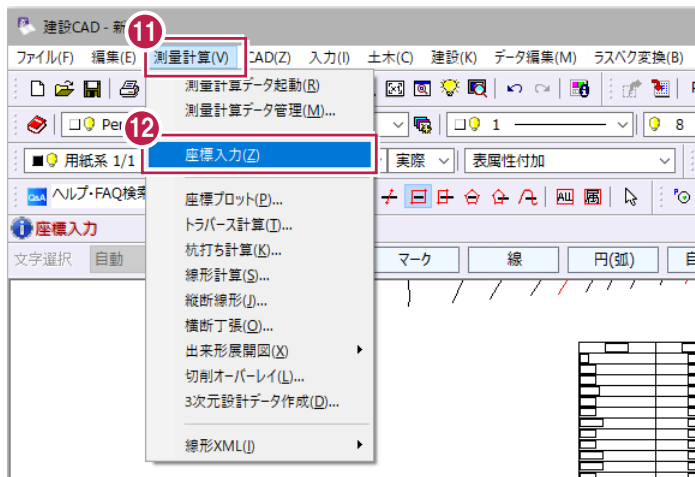 建設CAD - 新
11
ファイル(F) 編集(E) 測量計算(V) CAD(Z) 入力(I) 土木(C) 建設(K) データ編集(M) ラスベク変換(B)
測量計算データ起動(R)
測量計算データ管理(M)...
12
座標入力(Z)
座標プロット(P)...
トラバース計算(T)...
杭打ち計算(K)...
線形計算(S)...
縦断線形(J)...
横断丁張(O)...
出来形展開図(X)
切削オーバーレイ(L)...
3次元設計データ作成(D)...
線形XML(I)
Per
1
8
用紙系 1/1
実際
表属性付加
Q&A ヘルプ・FAQ検索
ALL 属
座標入力
文字選択 自動
マーク 線 円(弧)